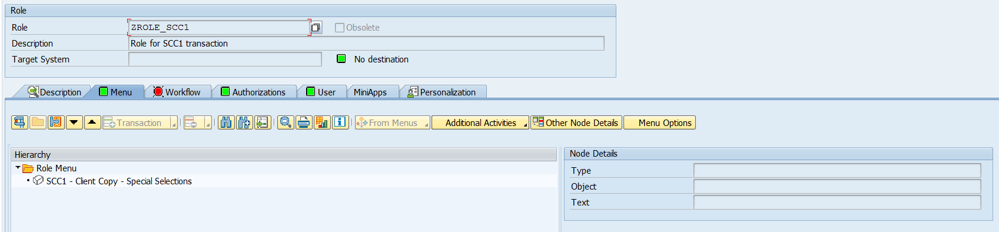 Role
Role ZROLE_SCC1 Obsolete
Description Role for SCC1 transaction
Target System No destination
Description Menu Workflow Authorizations User MiniApps Personalization
Transaction From Menus Additional Activities Other Node Details Menu Options
Hierarchy
Role Menu
SCC1 - Client Copy - Special Selections
Node Details
Type
Object
Text